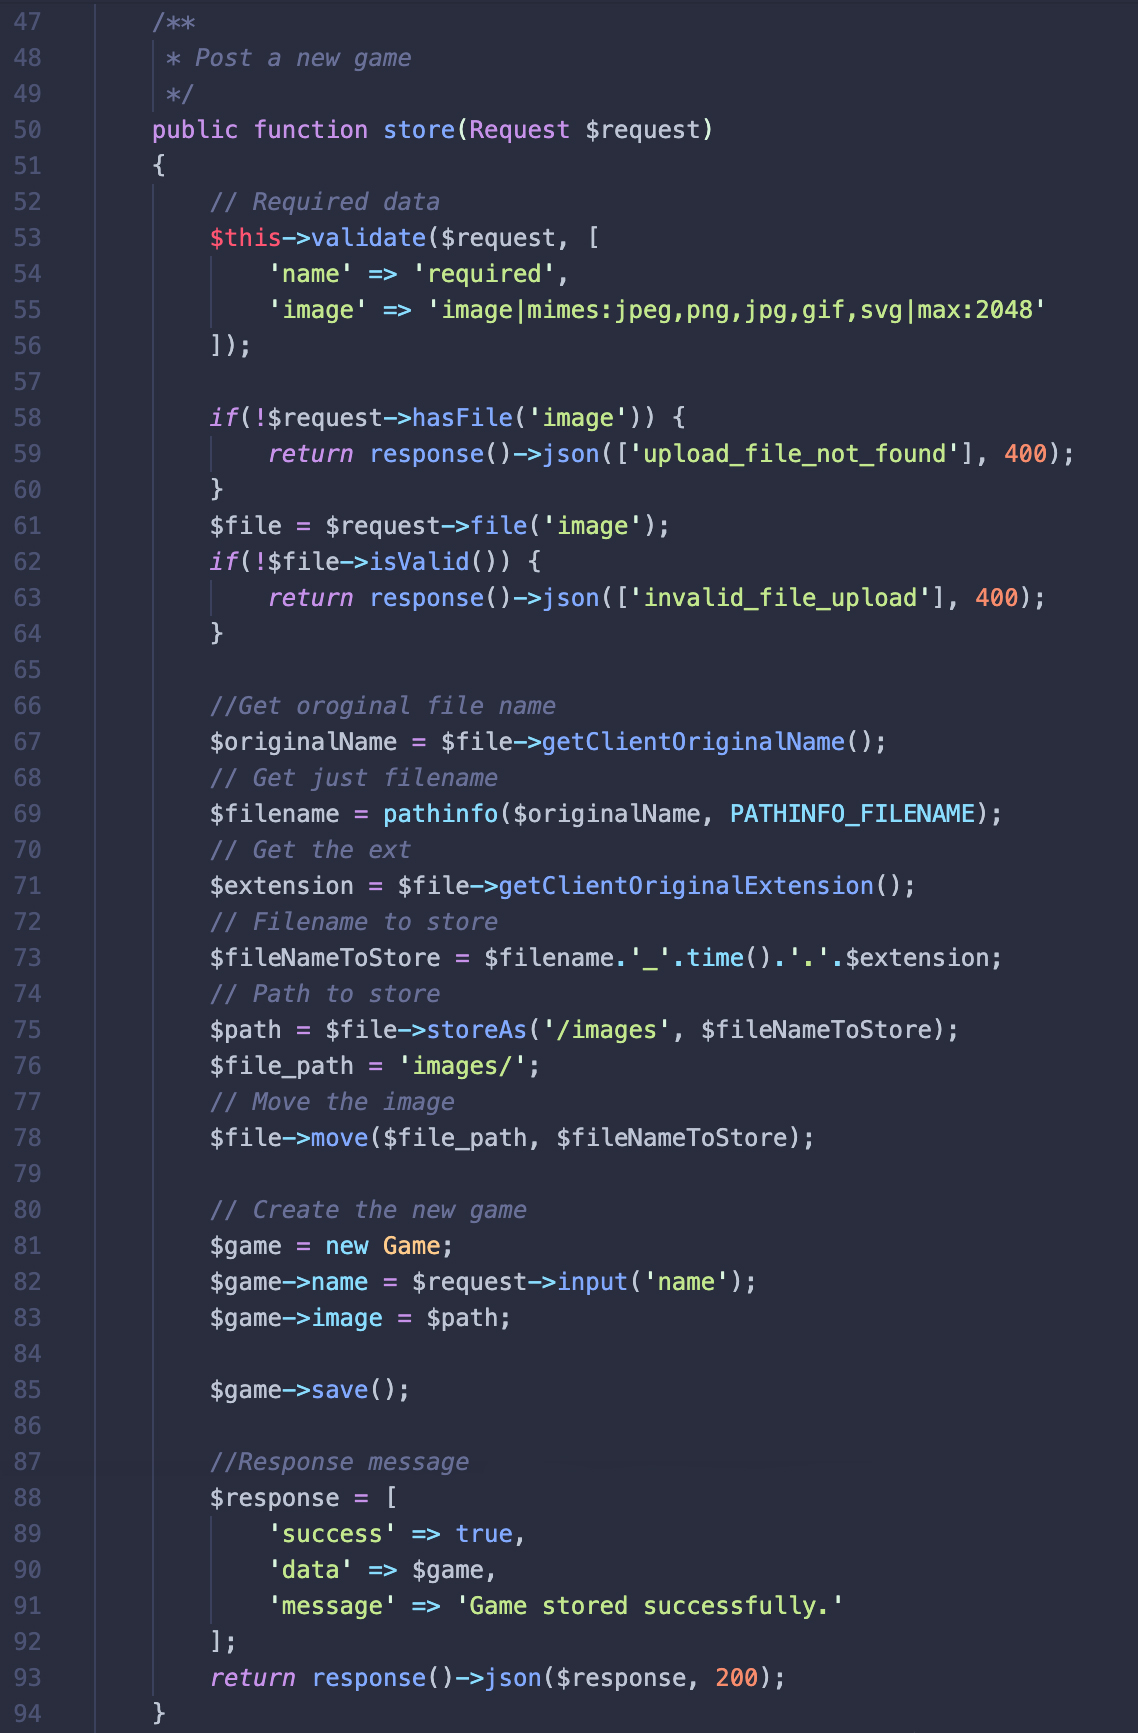 47 /**
48 * Post a new game
49 */
50 public function store(Request $request)
51 {
52 // Required data
53 $this->validate($request, [
54 'name' => 'required',
55 'image' => 'image|mimes:jpeg,png,jpg,gif,svg|max:2048'
56 ]);
57
58 if(!$request->hasFile('image')) {
59 return response()->json(['upload_file_not_found'], 400);
60 }
61 $file = $request->file('image');
62 if(!$file->isValid()) {
63 return response()->json(['invalid_file_upload'], 400);
64 }
65
66 //Get oroginal file name
67 $originalName = $file->getClientOriginalName();
68 // Get just filename
69 $filename = pathinfo($originalName, PATHINFO_FILENAME);
70 // Get the ext
71 $extension = $file->getClientOriginalExtension();
72 // Filename to store
73 $fileNameToStore = $filename.'_'.time().'.'.$extension;
74 // Path to store
75 $path = $file->storeAs('/images', $fileNameToStore);
76 $file_path = 'images/';
77 // Move the image
78 $file->move($file_path, $fileNameToStore);
79
80 // Create the new game
81 $game = new Game;
82 $game->name = $request->input('name');
83 $game->image = $path;
84
85 $game->save();
86
87 //Response message
88 $response = [
89 'success' => true,
90 'data' => $game,
91 'message' => 'Game stored successfully.'
92 ];
93 return response()->json($response, 200);
94 }